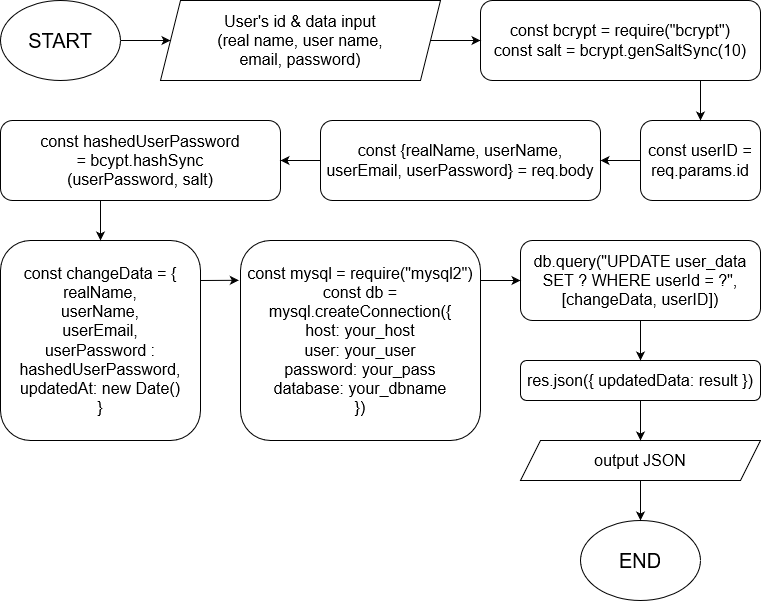 START
User's id & data input
(real name, user name,
email, password)
const bcrypt = require("bcrypt")
const salt = bcrypt.genSaltSync(10)
const userID =
req.params.id
const {realName, userName,
userEmail, userPassword} = req.body
const hashedUserPassword
= bcypt.hashSync
(userPassword, salt)
const changeData = {
realName,
userName,
userEmail,
userPassword :
hashedUserPassword,
updatedAt: new Date()
}
const mysql = require("mysql2")
const db =
mysql.createConnection({
host: your_host
user: your_user
password: your_pass
database: your_dbname
})
db.query("UPDATE user_data
SET ? WHERE userId = ?",
[changeData, userID])
res.json({ updatedData: result })
output JSON
END